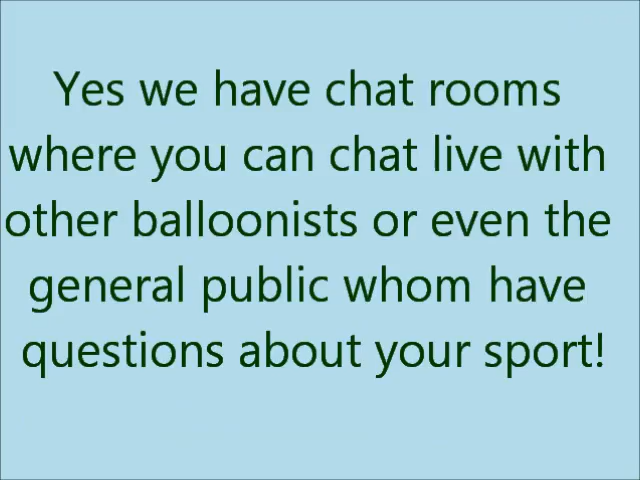 Yes we have chat rooms
where you can chat live with
other balloonists or even the
general public whom have
questions about your sport!